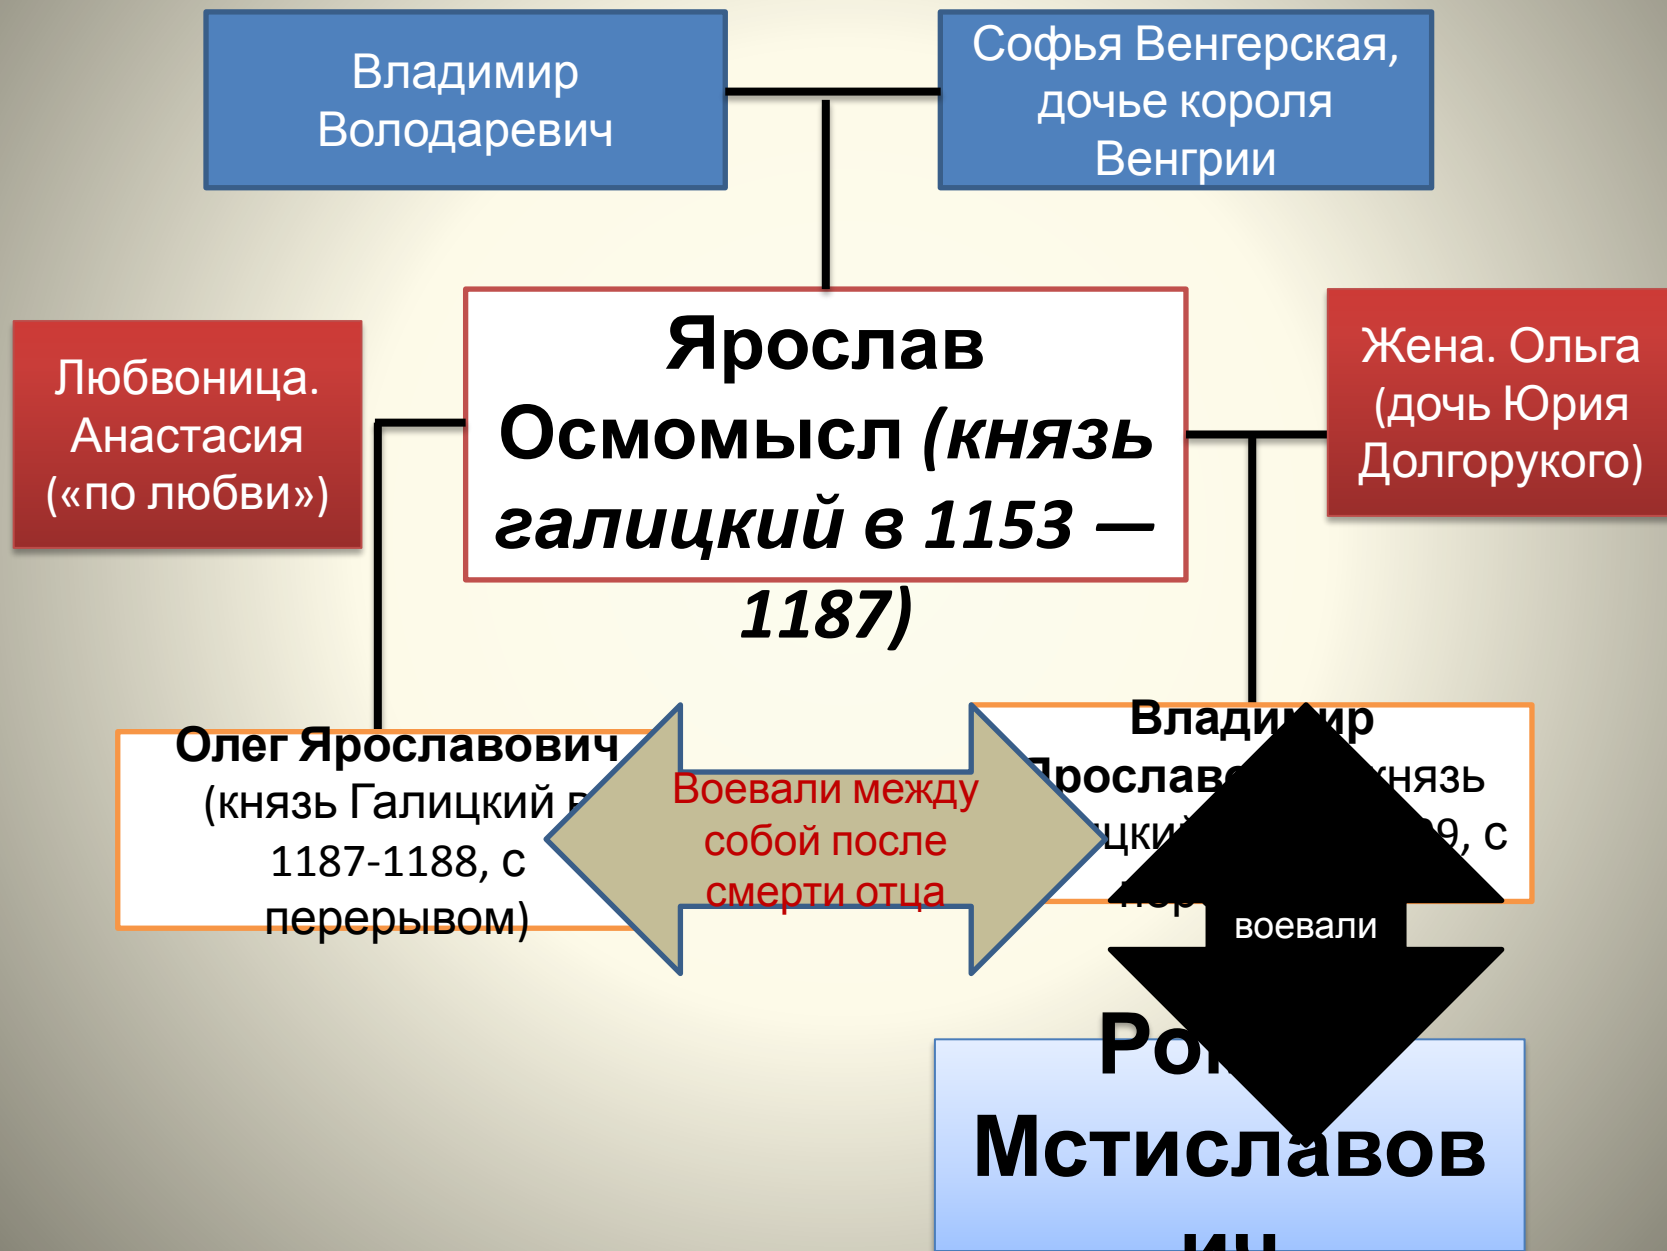 Владимир
Володаревич
Софья Венгерская,
дочье короля
Венгрии
Любвоница.
Анастасия
(«по любви»)
Ярослав
Осмомысл (князь
галицкий в 1153 —
1187)
Жена. Ольга
(дочь Юрия
Долгорукого)
Олег Ярославович
(князь Галицкий в
1187-1188, с
перерывом)
Воевали между
собой после
смерти отца
Владимир
князь
с
воевали
Мстиславов
ич